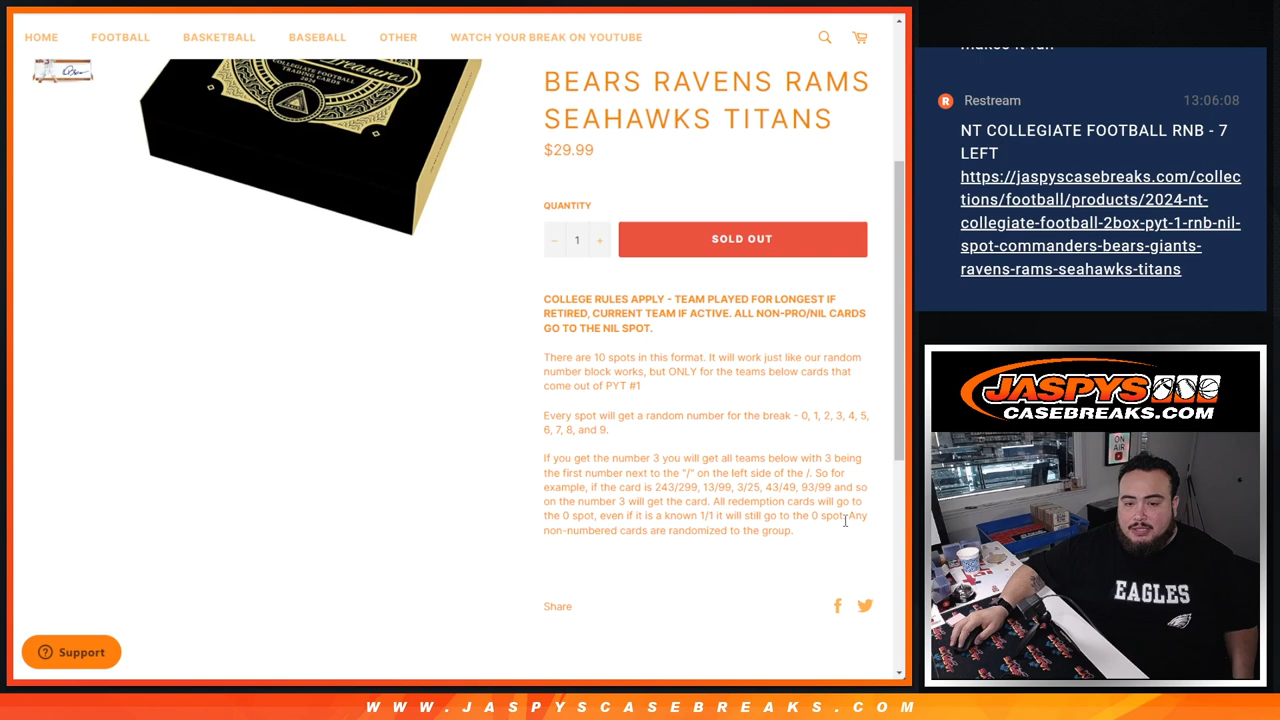 HOME
FOOTBALL
BASKETBALL
BASEBALL
OTHER
WATCH YOUR BREAK ON YOUTUBE
Treasures
COLLEGIATE FOOTBALL
TRADING CARDS
2024
BEARS RAVENS RAMS
SEAHAWKS TITANS
$29.99
QUANTITY
− 1 +
SOLD OUT
COLLEGE RULES APPLY - TEAM PLAYED FOR LONGEST IF
RETIRED, CURRENT TEAM IF ACTIVE. ALL NON-PRO/NIL CARDS
GO TO THE NIL SPOT.
There are 10 spots in this format. It will work just like our random
number block works, but ONLY for the teams below cards that
come out of PYT #1
Every spot will get a random number for the break - 0, 1, 2, 3, 4, 5,
6, 7, 8, and 9.
If you get the number 3 you will get all teams below with 3 being
the first number next to the "/" on the left side of the /. So for
example, if the card is 243/299, 13/99, 3/25, 43/49, 93/99 and so
on the number 3 will get the card. All redemption cards will go to
the 0 spot, even if it is a known 1/1 it will still go to the 0 spot. Any
non-numbered cards are randomized to the group.
Share
Support
makes it fun
Restream
13:06:08
NT COLLEGIATE FOOTBALL RNB - 7
LEFT
https://jaspyscasebreaks.com/collec
tions/football/products/2024-nt-
collegiate-football-2box-pyt-1-rnb-nil-
spot-commanders-bears-giants-
ravens-rams-seahawks-titans
JASPYS
CASEBREAKS.COM
ON
AIR
EAGLES
WWW.JASPYSCASEBREAKS.COM